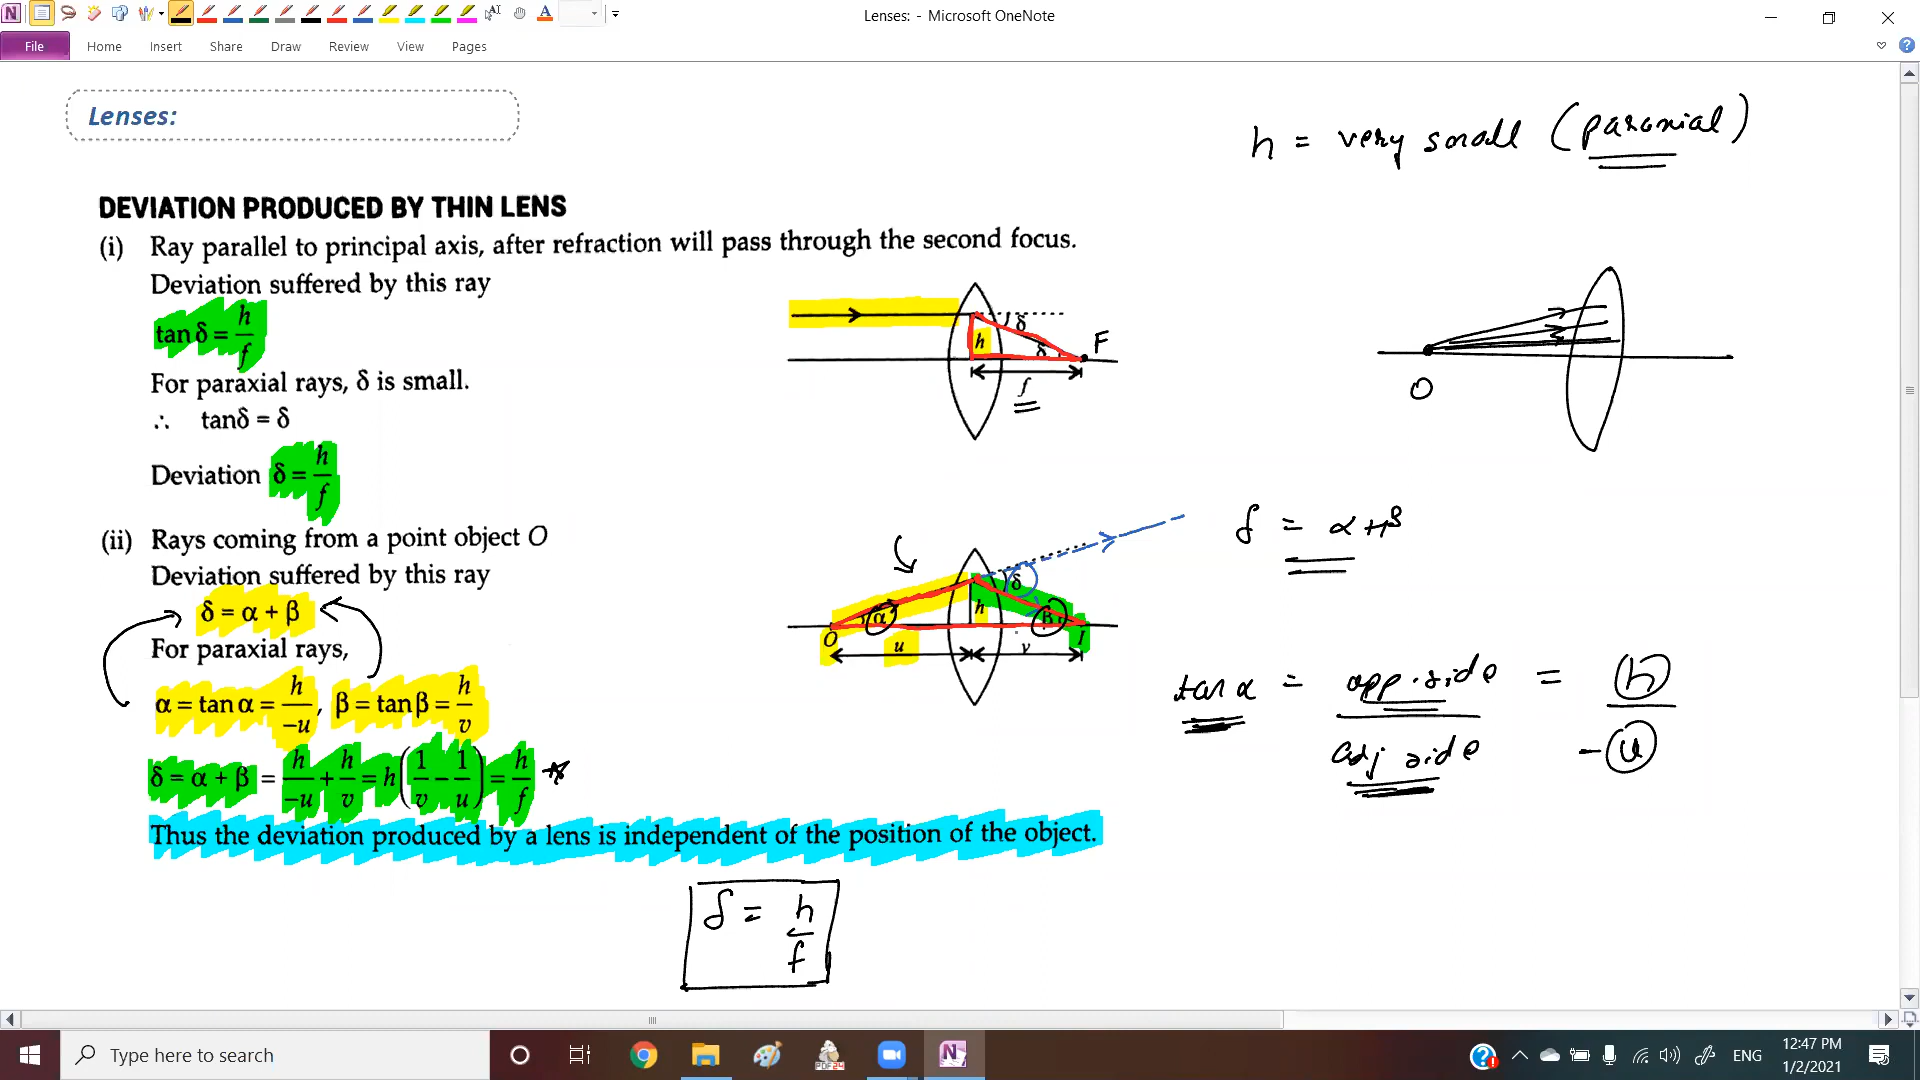 Lenses: - Microsoft OneNote
File Home Insert Share Draw Review View Pages
Lenses:
h = very small (paraxial)
DEVIATION PRODUCED BY THIN LENS
(i) Ray parallel to principal axis, after refraction will pass through the second focus.
Deviation suffered by this ray
tan δ = h/f
For paraxial rays, δ is small.
∴ tanδ = δ
Deviation δ = h/f
δ
h δ F
f
O
(ii) Rays coming from a point object O
Deviation suffered by this ray
δ = α + β
For paraxial rays,
α = tan α = h/-u, β = tan β = h/v
δ = α + β = h/-u + h/v = h(1/v - 1/u) = h/f
Thus the deviation produced by a lens is independent of the position of the object.
δ
α h β
O I
u v
δ = α + β
tan α = opp. side / adj side = h / -u
δ = h/f
Type here to search
PDF24
ENG
12:47 PM
1/2/2021